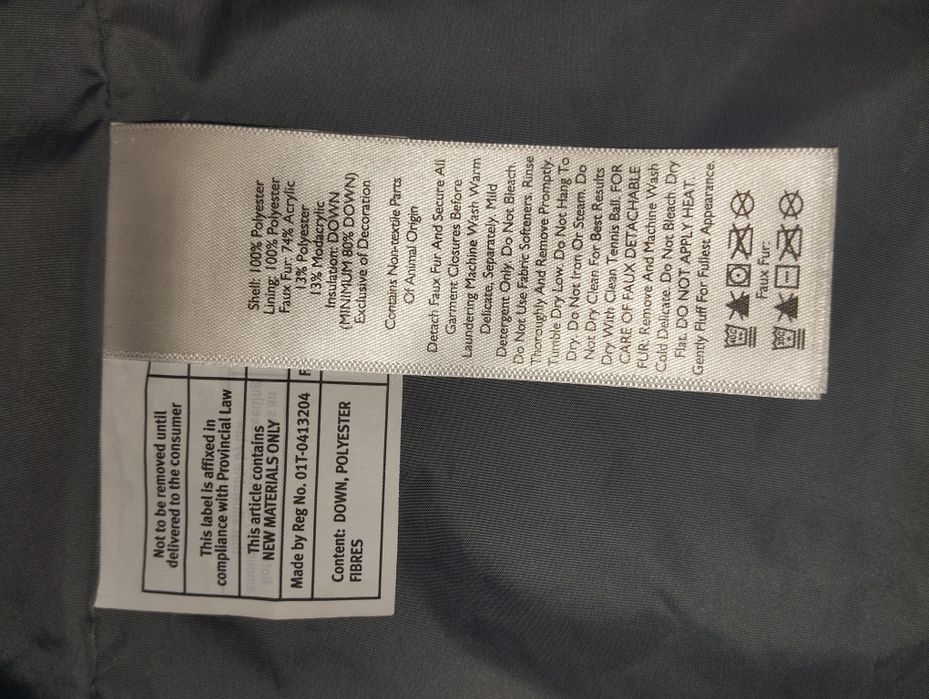 Shell: 100% Polyester
Lining: 100% Polyester
Faux Fur: 74% Acrylic
13% Polyester
13% Modacrylic
Insulation: DOWN
(MINIMUM 80% DOWN)
Exclusive of Decoration
Contains Non-textile Parts
Of Animal Origin
Detach Faux Fur And Secure All
Garment Closures Before
Laundering Machine Wash Warm
Delicate, Separately. Mild
Detergent Only. Do Not Bleach.
Do Not Use Fabric Softeners. Rinse
Thoroughly And Remove Promptly.
Tumble Dry Low. Do Not Hang To
Dry. Do Not Iron Or Steam. Do
Not Dry Clean For Best Results
Dry With Clean Tennis Ball. FOR
CARE OF FAUX DETACHABLE
FUR: Remove And Machine Wash
Cold Delicate. Do Not Bleach. Dry
Flat. DO NOT APPLY HEAT.
Gently Fluff For Fullest Appearance.
Faux Fur:
Not to be removed until
delivered to the consumer
This label is affixed in
compliance with Provincial Law
This article contains
NEW MATERIALS ONLY
Made by Reg No. 01T-0413204
Content: DOWN, POLYESTER
FIBRES